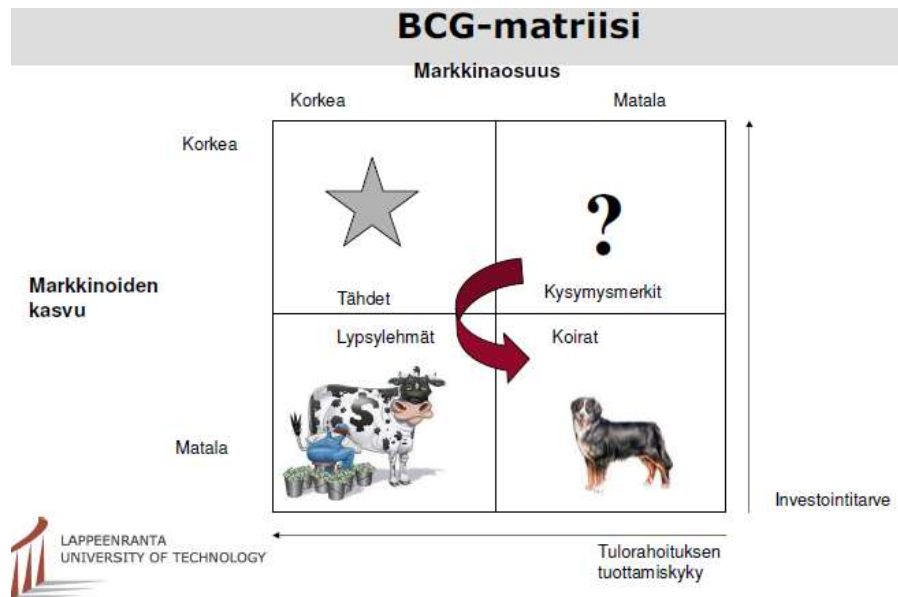 BCG-matriisi
Markkinaosuus
Korkea
Matala
Korkea
?
Markkinoiden
kasvu
Tähdet
Kysymysmerkit
Lypsylehmät
Koirat
$
Matala
Investointitarve
LAPPEENRANTA
UNIVERSITY OF TECHNOLOGY
Tulorahoituksen
tuottamiskyky